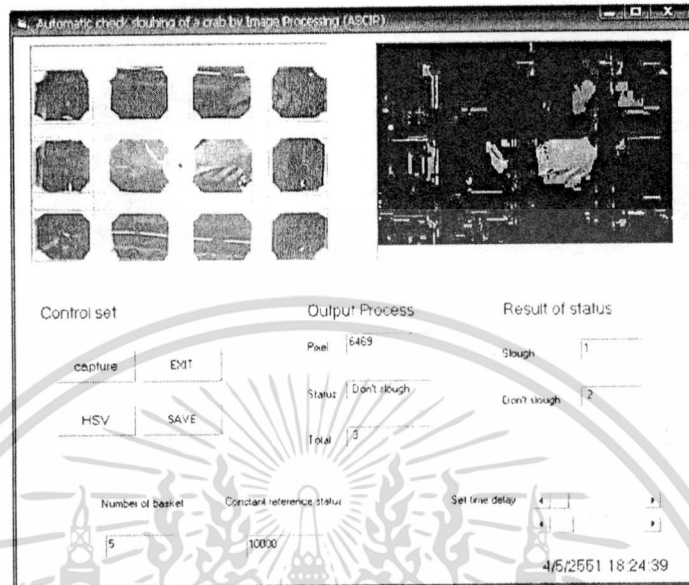 Automatic check slouhing of a crab by Image Processing (ASCIP)
Control set
Output Process
Result of status
capture
EXIT
Pixel
6469
Slough
1
HSV
SAVE
Status
Don't slough
Don't slough
2
Total
3
Number of basket
Constant reference status
Set time delay
5
10000
4/5/2551 18:24:39